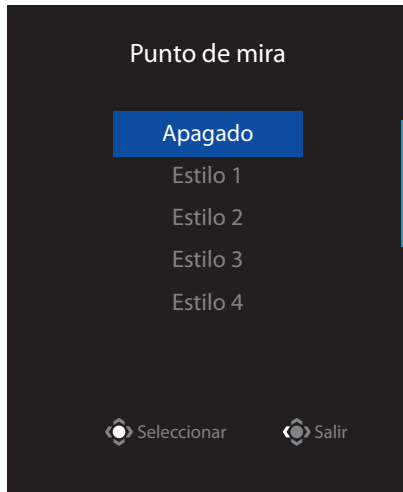 Punto de mira
Apagado
Estilo 1
Estilo 2
Estilo 3
Estilo 4
Seleccionar Salir